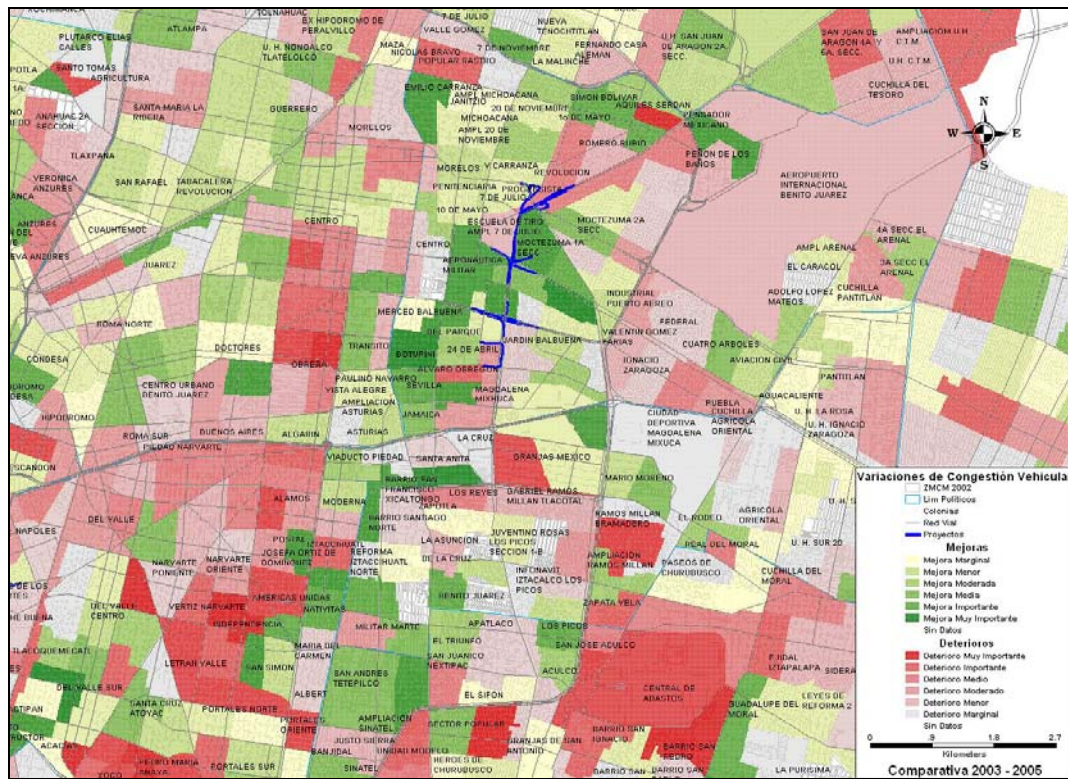 TOLNAHUAC
ATLAMPA
EX HIPODROMO DE
PERALVILLO
VALLE GOMEZ
7 DE JULIO
NUEVA
TENOCHTITLAN
PLUTARCO ELIAS
CALLES
U. H. NONOALCO
TLATELOLCO
MAZA
NICOLAS BRAVO
POPULAR RASTRO
7 DE NOVIEMBRE
LA MALINCHE
FERNANDO CASA
ALEMAN
U.H. SAN JUAN
DE ARAGON 2A.
SECC.
SAN JUAN DE
ARAGON 4A Y
6A. SECC.
AMPLIACION U.H.
C.T.M.
U.H. C.T.M.
CUCHILLA DEL
TESORO
SANTO TOMAS
AGRICULTURA
ANAHUAC 2A.
SECCION
SANTA MARIA LA
RIBERA
GUERRERO
MORELOS
EMILIO CARRANZA
JANITZIO
AMPL MICHOACANA
MICHOACANA
20 DE NOVIEMBRE
AMPL 20 DE
NOVIEMBRE
1o DE MAYO
SIMON BOLIVAR
AQUILES SERDAN
PENSADOR
MEXICANO
ROMERO RUBIO
PEÑON DE LOS
BAÑOS
N
W
E
S
TLAXPANA
VERONICA
ANZURES
SAN RAFAEL
TABACALERA
REVOLUCION
MORELOS
V CARRANZA
REVOLUCION
PENITENCIARIA
7 DE JULIO
10 DE MAYO
AEROPUERTO
INTERNACIONAL
BENITO JUAREZ
CUAUHTEMOC
CENTRO
CENTRO
ESCUELA DE TIRO
AMPL 7 DE JULIO
MOCTEZUMA 2A
SECC
MOCTEZUMA 1A
SECC
AERONAUTICA
MILITAR
JUAREZ
4A SECC EL
ARENAL
AMPL ARENAL
3A SECC EL
ARENAL
EL CARACOL
ADOLFO LOPEZ
MATEOS
CUCHILLA
PANTITLAN
INDUSTRIAL
PUERTO AEREO
FEDERAL
VALENTIN GOMEZ
FARIAS
MERCED BALBUENA
DEL PARQUE
24 DE ABRIL
JARDIN BALBUENA
ROMA NORTE
CONDESA
DOCTORES
OBRERA
TRANSITO
BOTURINI
ALVARO OBREGON
IGNACIO
ZARAGOZA
CUATRO ARBOLES
AVIACION CIVIL
PANTITLAN
AGUACALIENTE
CENTRO URBANO
BENITO JUAREZ
HIPODROMO
PAULINO NAVARRO
VISTA ALEGRE
AMPLIACION
ASTURIAS
ASTURIAS
SEVILLA
JAMAICA
MAGDALENA
MIXHUCA
PUEBLA
CUCHILLA
AGRICOLA
ORIENTAL
U. H. LA ROSA
U. H. IGNACIO
ZARAGOZA
CIUDAD
DEPORTIVA
MAGDALENA
MIXUCA
ROMA SUR
BUENOS AIRES
ALGARIN
PIEDAD NARVARTE
ESCANDON
VIADUCTO PIEDAD
LA CRUZ
SANTA ANITA
GRANJAS MEXICO
MARIO MORENO
BARRIO SAN
FRANCISCO
XICALTONGO
ZAPOTLA
LOS REYES
GABRIEL RAMOS
MILLAN TLACOTAL
RAMOS MILLAN
BRAMADERO
EL RODEO
AGRICOLA
ORIENTAL
REAL DEL MORAL
U. H. SUR 20
NAPOLES
DEL VALLE
ALAMOS
MODERNA
POSTAL
JOSEFA ORTIZ DE
DOMINGUEZ
IZTACCIHUATL
BARRIO SANTIAGO
NORTE
REFORMA
IZTACCIHUATL
NORTE
LA ASUNCION
DE LA CRUZ
JUVENTINO ROSAS
LOS PICOS
SECCION 1-B
INFONAVIT
IZTACALCO LOS
PICOS
AMPLIACION
RAMOS MILLAN
PASEOS DE
CHURUBUSCO
CUCHILLA DEL
MORAL
NARVARTE
PONIENTE
NARVARTE
ORIENTE
DEL VALLE
CENTRO
VERTIZ NARVARTE
AMERICAS UNIDAS
NATIVITAS
INDEPENDENCIA
BENITO JUAREZ
MILITAR MARTE
APATLACO
LOS PICOS
ZAPATA VELA
TLACOQUEMECATL
LETRAN VALLE
SAN SIMON
MARIA DEL
CARMEN
EL TRIUNFO
SAN JUANICO
NEXTIPAC
SAN JOSE ACULCO
ACULCO
SAN ANDRES
TETEPILCO
ALBERT
EL SIFON
CENTRAL DE
ABASTOS
EJIDAL
IZTAPALAPA
LEYES DE
REFORMA 2
GUADALUPE DEL
MORAL
DEL VALLE SUR
SANTA CRUZ
ATOYAC
PORTALES NORTE
PORTALES
ORIENTE
AMPLIACION
SINATEL
SECTOR POPULAR
ACACIAS
JUSTO SIERRA
BANJIDAL
UNIDAD MODELO
GRANJAS DE SAN
ANTONIO
BARRIO SAN
IGNACIO
BARRIO SAN
PEDRO
XOCO
PEDRO MARIA
ANAYA
PORTALES SUR
SINATEL
HEROES DE
CHURUBUSCO
BARRIO SAN
LA PURISIMA
Variaciones de Congestión Vehicula
ZMCM 2002
Lim Políticos
Colonias
Red Vial
Proyectos
Mejoras
Mejora Marginal
Mejora Menor
Mejora Moderada
Mejora Media
Mejora Importante
Mejora Muy Importante
Sin Datos
Deterioros
Deterioro Muy Importante
Deterioro Importante
Deterioro Medio
Deterioro Moderado
Deterioro Menor
Deterioro Marginal
Sin Datos
0 .9 1.8 2.7
Kilometers
Comparativa 2003 - 2005